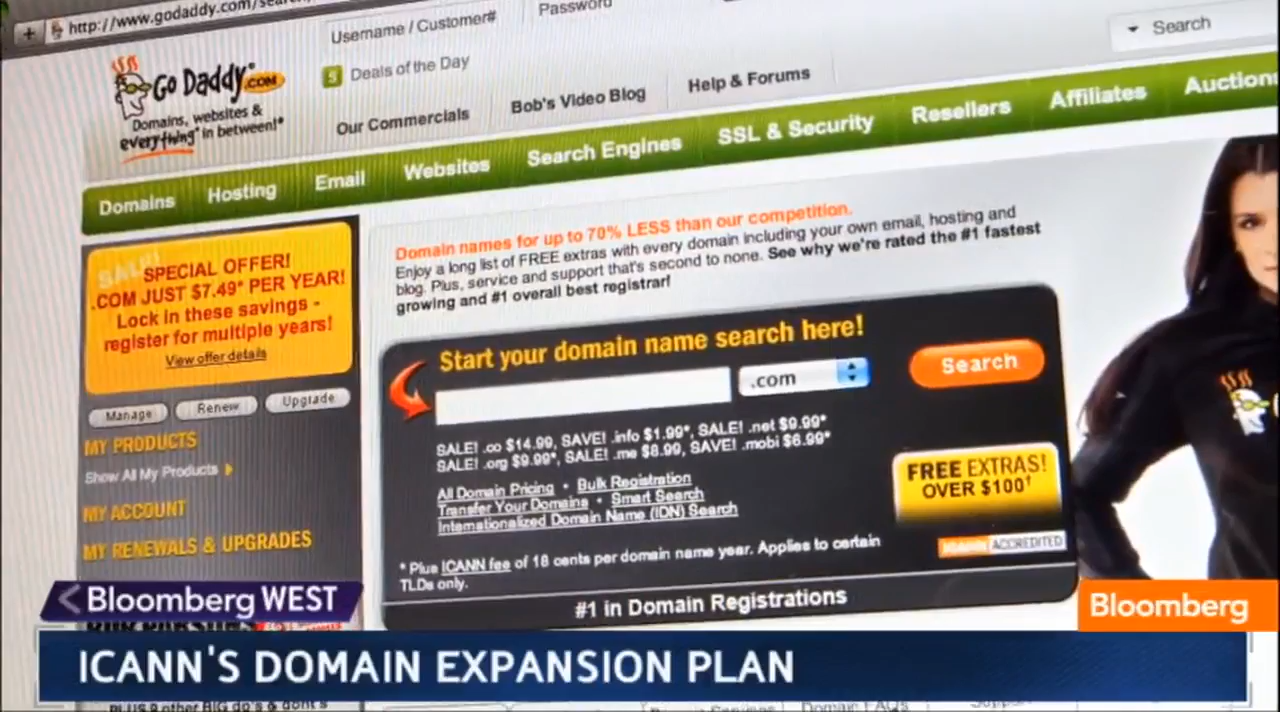 http://www.godaddy.com/
Username / Customer#
Password
Search
Go Daddy.COM
Domains, websites &
everything* in between!*
Deals of the Day
Our Commercials
Bob's Video Blog
Help & Forums
Domains
Hosting
Email
Websites
Search Engines
SSL & Security
Resellers
Affiliates
Auction
SALE!
SPECIAL OFFER!
.COM JUST $7.49* PER YEAR!
Lock in these savings -
register for multiple years!
View offer details
Manage
Renew
Upgrade
MY PRODUCTS
Show All My Products
MY ACCOUNT
MY RENEWALS & UPGRADES
Domain names for up to 70% LESS than our competition.
Enjoy a long list of FREE extras with every domain including your own email, hosting and
blog. Plus, service and support that's second to none. See why we're rated the #1 fastest
growing and #1 overall best registrar!
Start your domain name search here!
.com
Search
SALE! .co $14.99, SAVE! .info $1.99*, SALE! .net $9.99*
SALE! .org $9.99*, SALE! .me $8.99, SAVE! .mobi $6.99*
All Domain Pricing • Bulk Registration
Transfer Your Domains • Smart Search
Internationalized Domain Name (IDN) Search
FREE EXTRAS!
OVER $100†
ACCREDITED
* Plus ICANN fee of 18 cents per domain name year. Applies to certain
TLDs only.
#1 in Domain Registrations
Bloomberg WEST
Bloomberg
ICANN'S DOMAIN EXPANSION PLAN